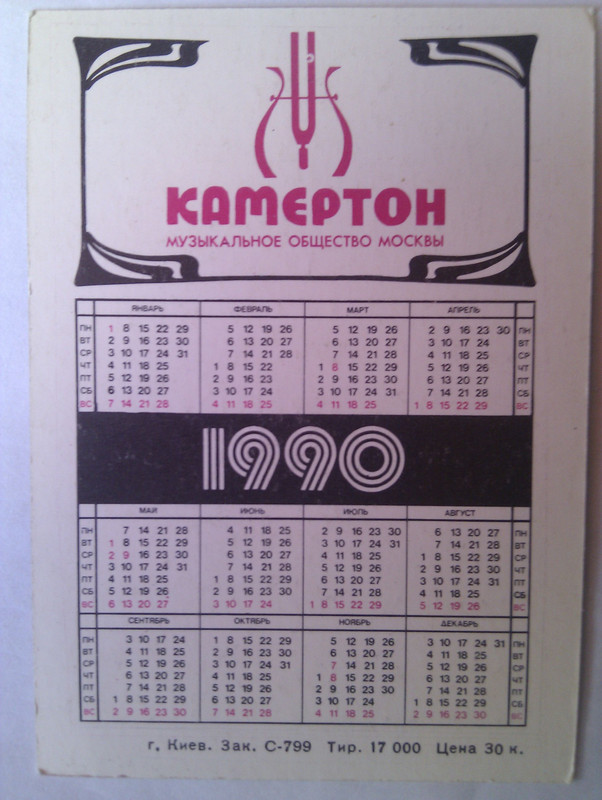 КАМЕРТОН
МУЗЫКАЛЬНОЕ ОБЩЕСТВО МОСКВЫ
ЯНВАРЬ ФЕВРАЛЬ МАРТ АПРЕЛЬ
ПН 1 8 15 22 29 5 12 19 26 5 12 19 26 2 9 16 23 30 ПН
ВТ 2 9 16 23 30 6 13 20 27 6 13 20 27 3 10 17 24 ВТ
СР 3 10 17 24 31 7 14 21 28 7 14 21 28 4 11 18 25 СР
ЧТ 4 11 18 25 1 8 15 22 1 8 15 22 29 5 12 19 26 ЧТ
ПТ 5 12 19 26 2 9 16 23 2 9 16 23 30 6 13 20 27 ПТ
СБ 6 13 20 27 3 10 17 24 3 10 17 24 31 7 14 21 28 СБ
ВС 7 14 21 28 4 11 18 25 4 11 18 25 1 8 15 22 29 ВС
1990
МАЯ ИЮНЬ ИЮЛЬ АВГУСТ
ПН 7 14 21 28 4 11 18 25 2 9 16 23 30 6 13 20 27 ПН
ВТ 1 8 15 22 29 5 12 19 26 3 10 17 24 31 7 14 21 28 ВТ
СР 2 9 16 23 30 6 13 20 27 4 11 18 25 1 8 15 22 29 СР
ЧТ 3 10 17 24 31 7 14 21 28 5 12 19 26 2 9 16 23 30 ЧТ
ПТ 4 11 18 25 1 8 15 22 29 6 13 20 27 3 10 17 24 31 ПТ
СБ 5 12 19 26 2 9 16 23 30 7 14 21 28 4 11 18 25 СБ
ВС 6 13 20 27 3 10 17 24 1 8 15 22 29 5 12 19 26 ВС
СЕНТЯБРЬ ОКТЯБРЬ НОЯБРЬ ДЕКАБРЬ
ПН 3 10 17 24 1 8 15 22 29 5 12 19 26 3 10 17 24 31 ПН
ВТ 4 11 18 25 2 9 16 23 30 6 13 20 27 4 11 18 25 ВТ
СР 5 12 19 26 3 10 17 24 31 7 14 21 28 5 12 19 26 СР
ЧТ 6 13 20 27 4 11 18 25 1 8 15 22 29 6 13 20 27 ЧТ
ПТ 7 14 21 28 5 12 19 26 2 9 16 23 30 7 14 21 28 ПТ
СБ 1 8 15 22 29 6 13 20 27 3 10 17 24 1 8 15 22 29 СБ
ВС 2 9 16 23 30 7 14 21 28 4 11 18 25 2 9 16 23 30 ВС
г, Киев. Зак. С-799 Тир. 17 000 Цена 30 к.